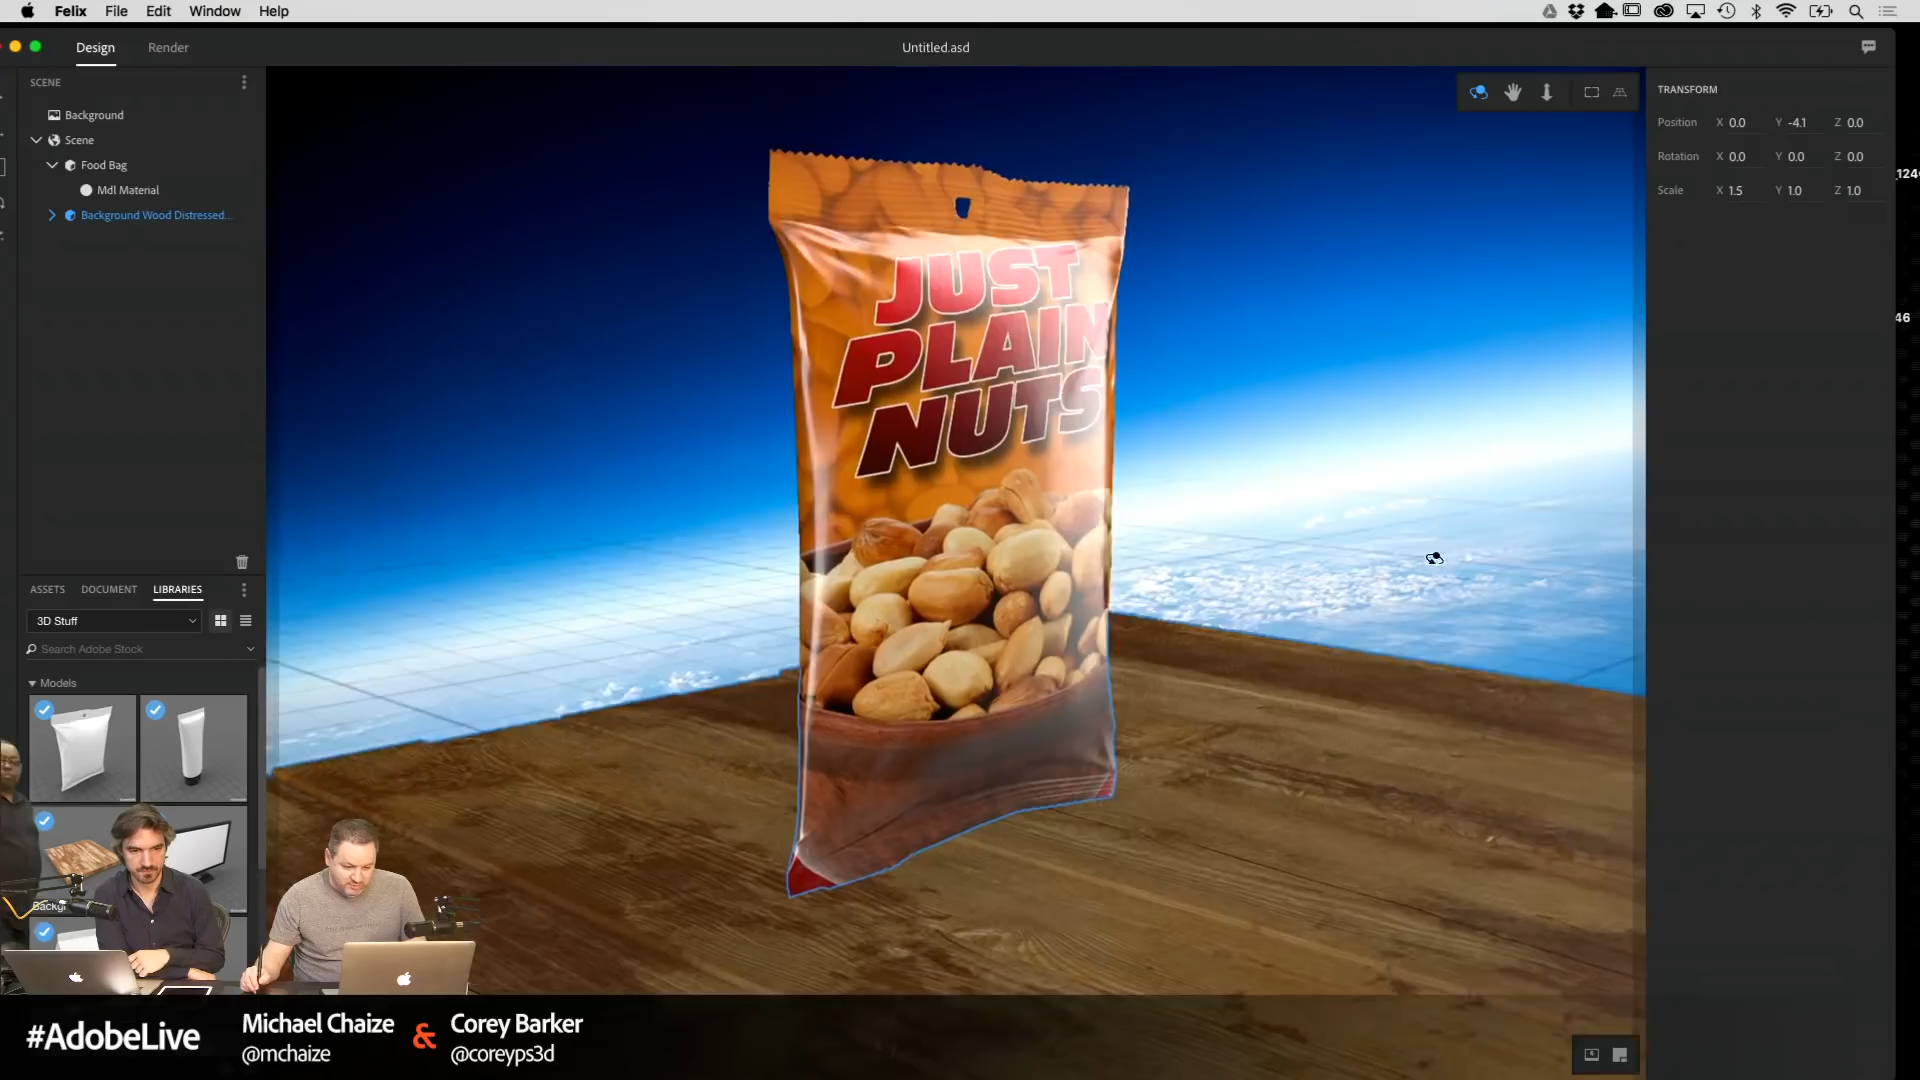 Felix File Edit Window Help
Design Render Untitled.asd
SCENE
Background
Scene
Food Bag
Mdl Material
Background Wood Distressed...
TRANSFORM
Position X 0.0 Y -4.1 Z 0.0
Rotation X 0.0 Y 0.0 Z 0.0
Scale X 1.5 Y 1.0 Z 1.0
JUST
PLAIN
NUTS
ASSETS DOCUMENT LIBRARIES
3D Stuff
Search Adobe Stock
Models
#AdobeLive
Michael Chaize & Corey Barker
@mchaize @coreyps3d